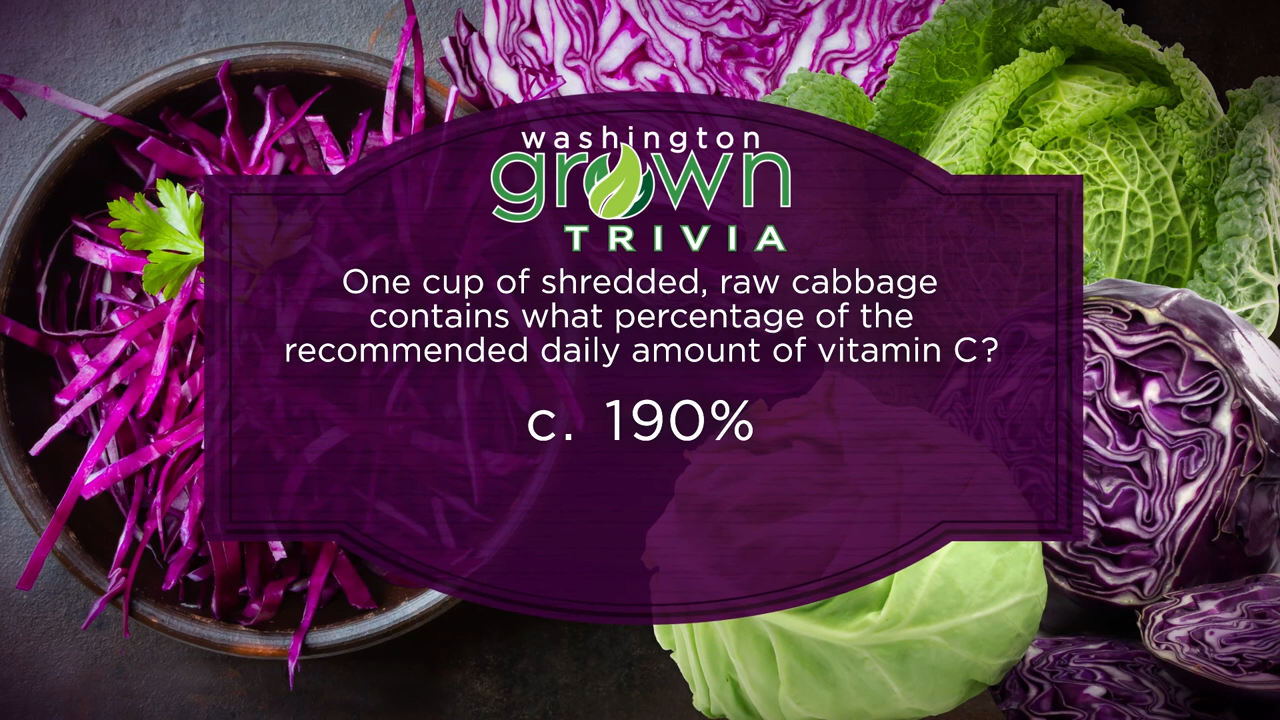 washington
grown
TRIVIA
One cup of shredded, raw cabbage
contains what percentage of the
recommended daily amount of vitamin C?
c. 190%